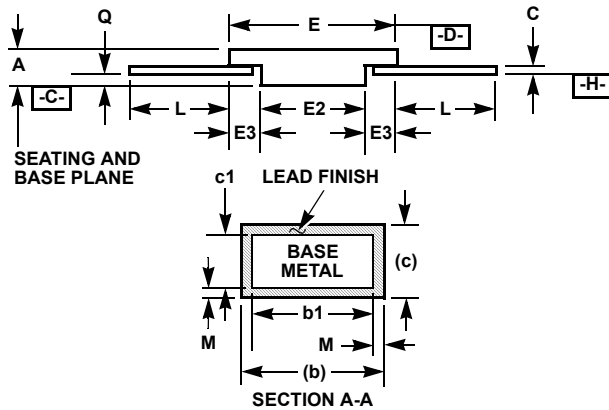 Q
E
C
A
-D-
-C-
-H-
L
E2
L
E3
E3
SEATING AND
BASE PLANE
c1
LEAD FINISH
BASE
METAL
(c)
b1
M
M
(b)
SECTION A-A